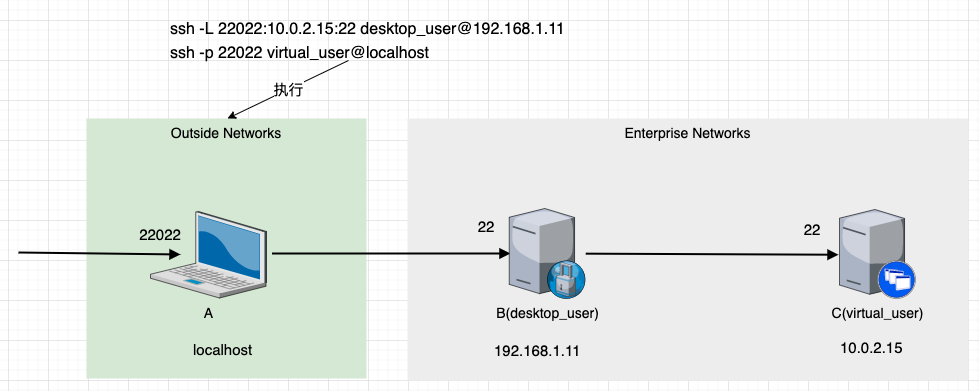 ssh -L 22022:10.0.2.15:22 desktop_user@192.168.1.11
ssh -p 22022 virtual_user@localhost
执行
Outside Networks
Enterprise Networks
22022
22
22
A
B(desktop_user)
C(virtual_user)
localhost
192.168.1.11
10.0.2.15